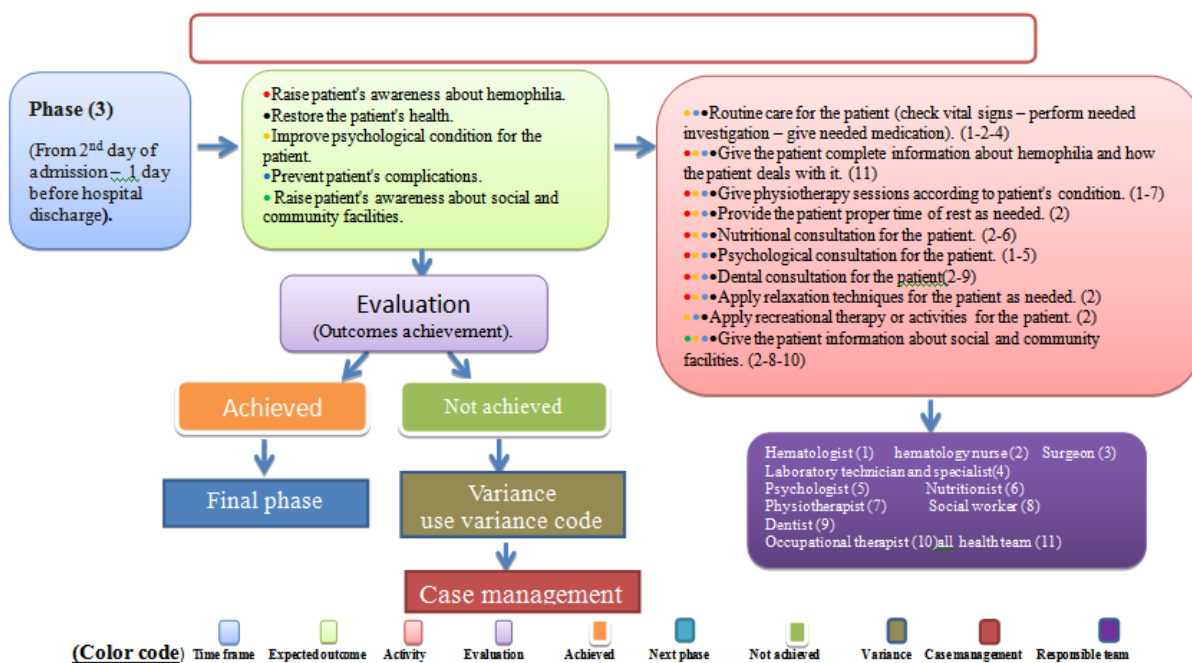 Phase (3)
(From 2nd day of
admission – 1 day
before hospital
discharge).
•Raise patient's awareness about hemophilia.
•Restore the patient's health.
•Improve psychological condition for the
patient.
•Prevent patient's complications.
• Raise patient's awareness about social and
community facilities.
•••Routine care for the patient (check vital signs – perform needed
investigation – give needed medication). (1-2-4)
••••Give the patient complete information about hemophilia and how
the patient deals with it. (11)
••••Give physiotherapy sessions according to patient's condition. (1-7)
••••Provide the patient proper time of rest as needed. (2)
••••Nutritional consultation for the patient. (2-6)
••••Psychological consultation for the patient. (1-5)
••••Dental consultation for the patient(2-9)
••••Apply relaxation techniques for the patient as needed. (2)
•••Apply recreational therapy or activities for the patient. (2)
••••Give the patient information about social and community
facilities. (2-8-10)
Evaluation
(Outcomes achievement).
Achieved
Not achieved
Final phase
Variance
use variance code
Case management
Hematologist (1) hematology nurse (2) Surgeon (3)
Laboratory technician and specialist(4)
Psychologist (5) Nutritionist (6)
Physiotherapist (7) Social worker (8)
Dentist (9)
Occupational therapist (10)all health team (11)
(Color code) Time frame Expected outcome Activity Evaluation Achieved Next phase Not achieved Variance Case management Responsible team